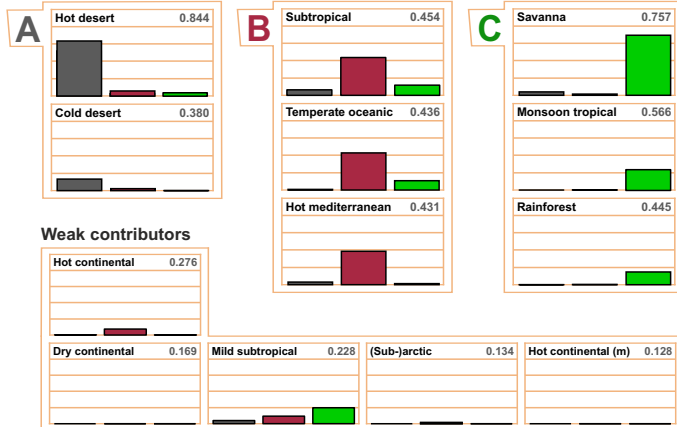 A
Hot desert 0.844
Cold desert 0.380
B
Subtropical 0.454
Temperate oceanic 0.436
Hot mediterranean 0.431
C
Savanna 0.757
Monsoon tropical 0.566
Rainforest 0.445
Weak contributors
Hot continental 0.276
Dry continental 0.169
Mild subtropical 0.228
(Sub-)arctic 0.134
Hot continental (m) 0.128